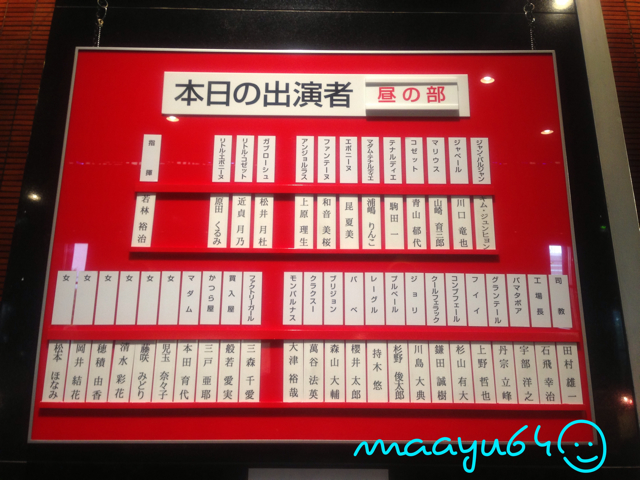 本日の出演者
昼の部
ジャン・バルジャン
ジャベール
マリウス
コゼット
テナルディエ
マダム・テナルディエ
エポニーヌ
ファンテーヌ
アンジョルラス
ガブローシュ
リトル・コゼット
リトル・エポニーヌ
指揮
ム・ジュンヒョン
川口 竜也
山崎 育三郎
青山 郁代
駒田 一
浦嶋 りんこ
昆 夏美
和音 美桜
上原 理生
松井 月杜
近貞 月乃
原田 くるみ
若林 裕治
司教
工場長
バマタボア
グランテール
フイイ
コンブフェール
クールフェラック
ジョリ
プルベール
レーグル
バベ
ブリジョン
クラクスー
モンパルナス
ファクトリーガール
買入屋
かつら屋
マダム
女
女
女
女
女
女
田村 雄一
石飛 幸治
宇部 洋之
丹宗 立峰
上野 哲也
杉山 有大
鎌田 誠樹
川島 大典
杉野 俊太郎
持木 悠
櫻井 太郎
森山 大輔
萬谷 法英
大津 裕哉
三森 千愛
般若 愛実
三戸 亜耶
本田 育代
児玉 奈々子
藤咲 みどり
清水 彩花
穂積 由香
岡井 結花
松本 ほなみ
maayu64